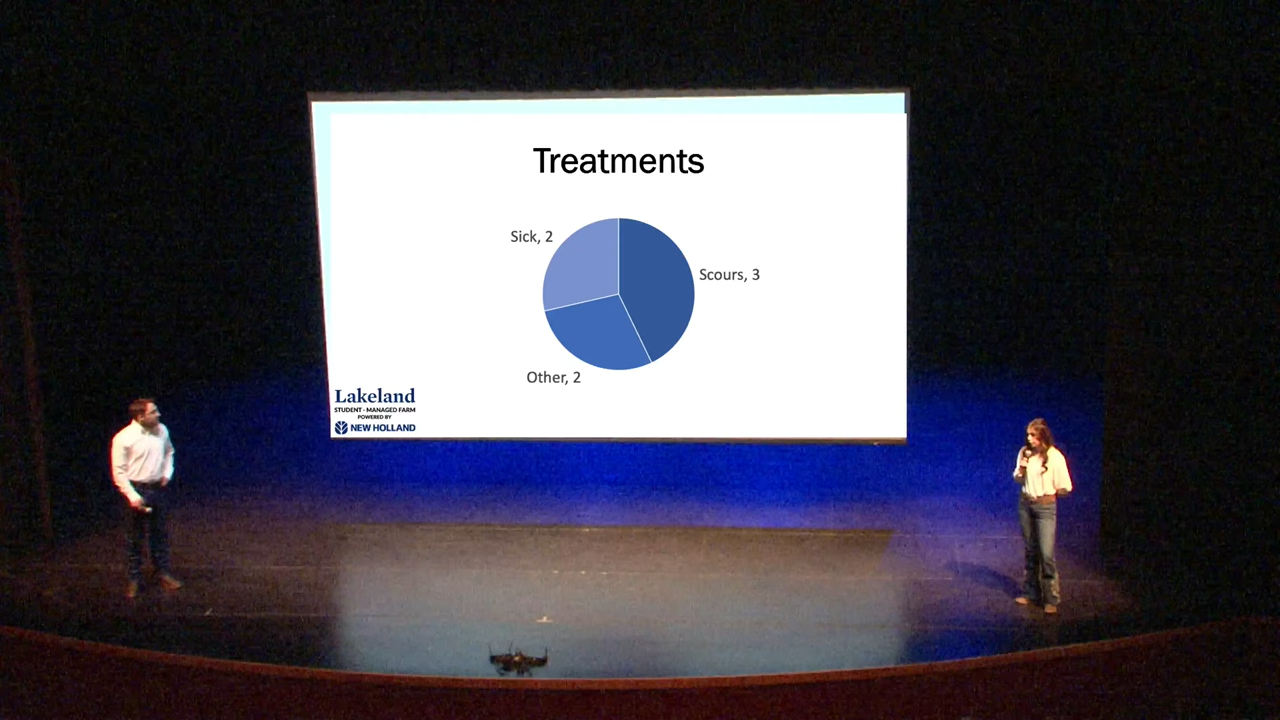 Treatments
Sick, 2
Scours, 3
Other, 2
Lakeland
STUDENT - MANAGED FARM
POWERED BY
NEW HOLLAND